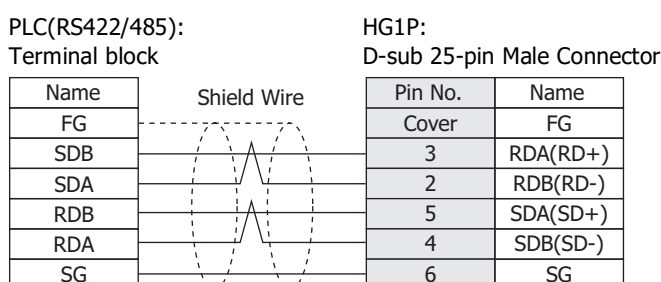 PLC(RS422/485): HG1P:
Terminal block D-sub 25-pin Male Connector
Name Shield Wire Pin No. Name
FG Cover FG
SDB 3 RDA(RD+)
SDA 2 RDB(RD-)
RDB 5 SDA(SD+)
RDA 4 SDB(SD-)
SG 6 SG